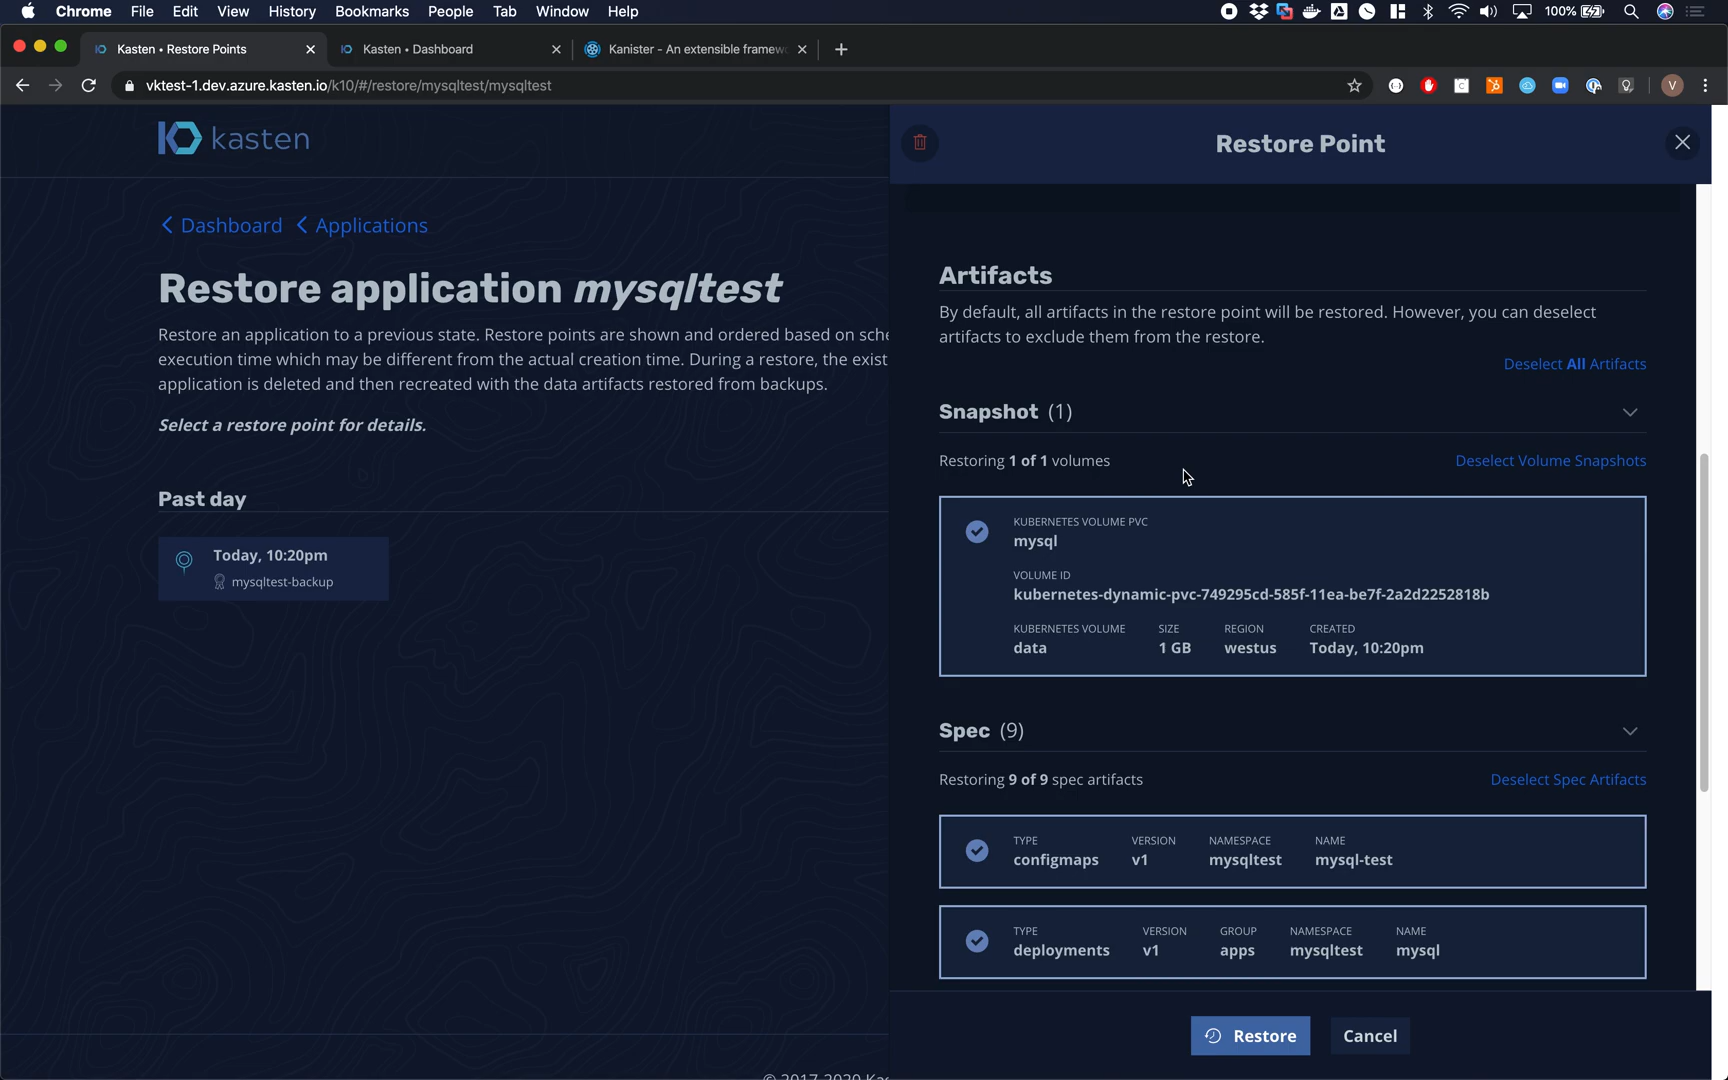 Chrome File Edit View History Bookmarks People Tab Window Help 100%
Kasten • Restore Points
Kasten • Dashboard
Kanister - An extensible framew
vktest-1.dev.azure.kasten.io/k10/#/restore/mysqltest/mysqltest
V
kasten
Dashboard Applications
Restore application mysqltest
Restore an application to a previous state. Restore points are shown and ordered based on sche
execution time which may be different from the actual creation time. During a restore, the exist
application is deleted and then recreated with the data artifacts restored from backups.
Select a restore point for details.
Past day
Today, 10:20pm
mysqltest-backup
Restore Point
Artifacts
By default, all artifacts in the restore point will be restored. However, you can deselect
artifacts to exclude them from the restore.
Deselect All Artifacts
Snapshot (1)
Restoring 1 of 1 volumes Deselect Volume Snapshots
KUBERNETES VOLUME PVC
mysql
VOLUME ID
kubernetes-dynamic-pvc-749295cd-585f-11ea-be7f-2a2d2252818b
KUBERNETES VOLUME SIZE REGION CREATED
data 1 GB westus Today, 10:20pm
Spec (9)
Restoring 9 of 9 spec artifacts Deselect Spec Artifacts
TYPE VERSION NAMESPACE NAME
configmaps v1 mysqltest mysql-test
TYPE VERSION GROUP NAMESPACE NAME
deployments v1 apps mysqltest mysql
Restore Cancel
© 2017-2020 Kas